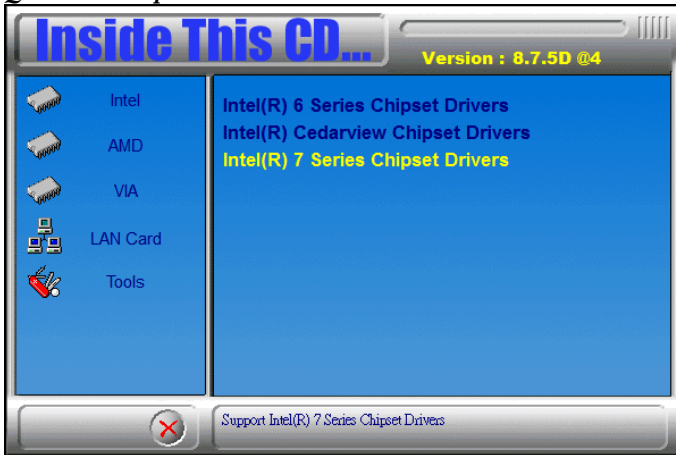 Inside This CD...
Version : 8.7.5D @4
Intel
AMD
VIA
LAN Card
Tools
Intel(R) 6 Series Chipset Drivers
Intel(R) Cedarview Chipset Drivers
Intel(R) 7 Series Chipset Drivers
Support Intel(R) 7 Series Chipset Drivers